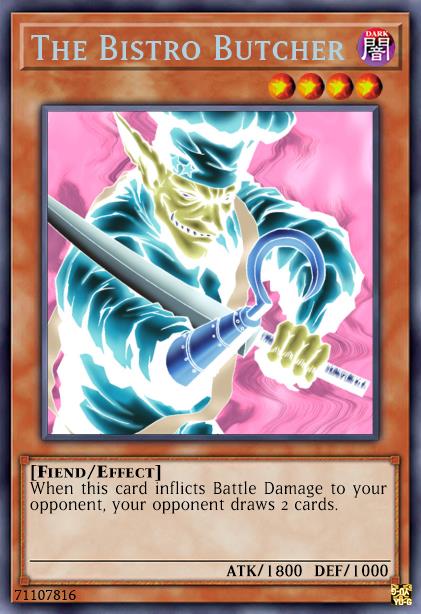 The Bistro Butcher
DARK
闇
[Fiend/Effect]
When this card inflicts Battle Damage to your
opponent, your opponent draws 2 cards.
ATK/1800 DEF/1000
71107816